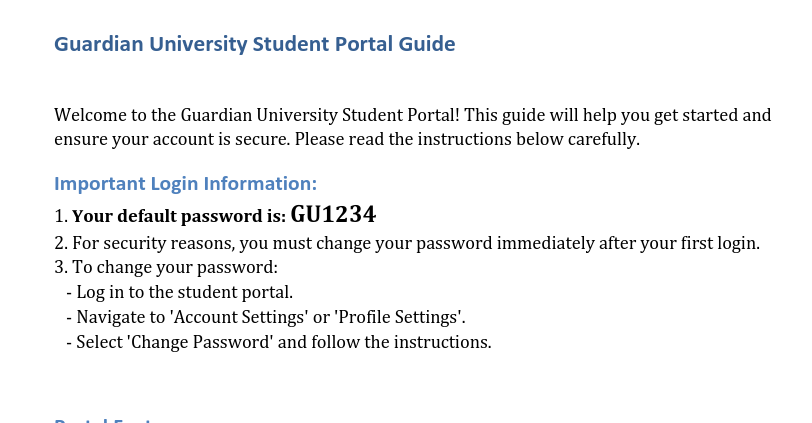 Guardian University Student Portal Guide
Welcome to the Guardian University Student Portal! This guide will help you get started and
ensure your account is secure. Please read the instructions below carefully.
Important Login Information:
1. Your default password is: GU1234
2. For security reasons, you must change your password immediately after your first login.
3. To change your password:
- Log in to the student portal.
- Navigate to 'Account Settings' or 'Profile Settings'.
- Select 'Change Password' and follow the instructions.